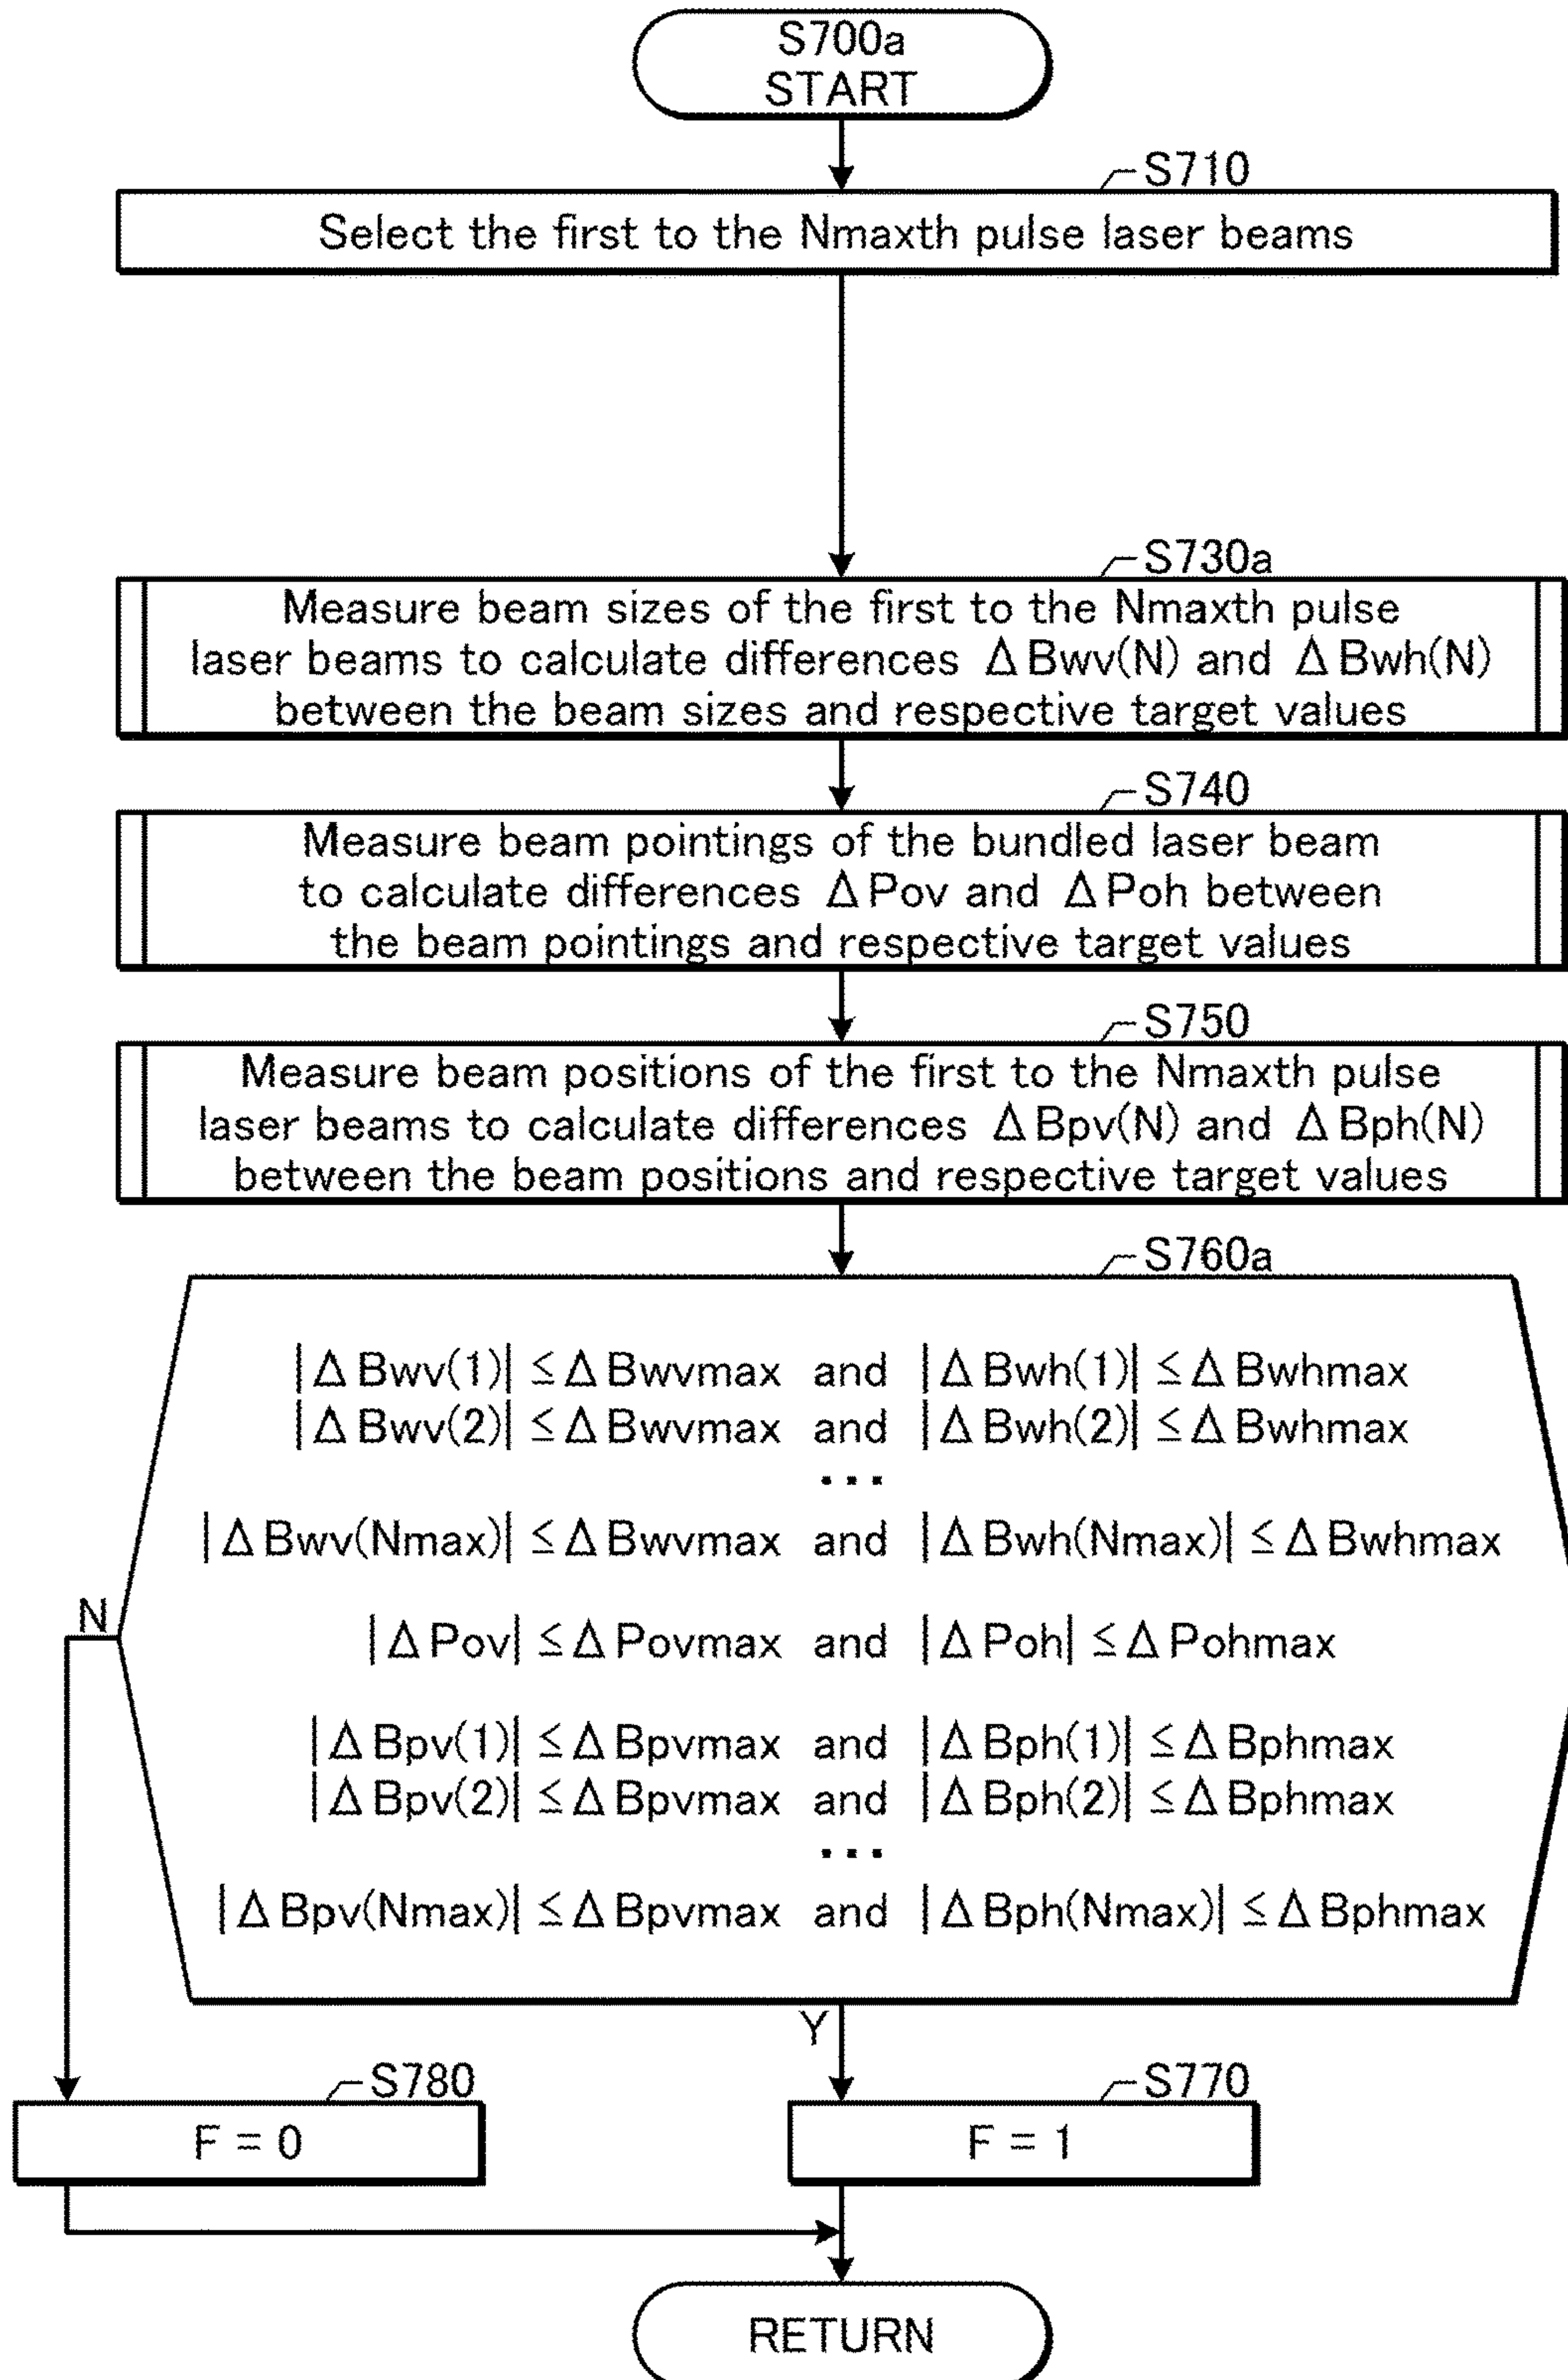 S700a
START
S710
Select the first to the Nmaxth pulse laser beams
S730a
Measure beam sizes of the first to the Nmaxth pulse
laser beams to calculate differences ΔBwv(N) and ΔBwh(N)
between the beam sizes and respective target values
S740
Measure beam pointings of the bundled laser beam
to calculate differences ΔPov and ΔPoh between
the beam pointings and respective target values
S750
Measure beam positions of the first to the Nmaxth pulse
laser beams to calculate differences ΔBpv(N) and ΔBph(N)
between the beam positions and respective target values
S760a
|ΔBwv(1)| ≤ ΔBwvmax and |ΔBwh(1)| ≤ ΔBwhmax
|ΔBwv(2)| ≤ ΔBwvmax and |ΔBwh(2)| ≤ ΔBwhmax
...
|ΔBwv(Nmax)| ≤ ΔBwvmax and |ΔBwh(Nmax)| ≤ ΔBwhmax
N
|ΔPov| ≤ ΔPovmax and |ΔPoh| ≤ ΔPohmax
|ΔBpv(1)| ≤ ΔBpvmax and |ΔBph(1)| ≤ ΔBphmax
|ΔBpv(2)| ≤ ΔBpvmax and |ΔBph(2)| ≤ ΔBphmax
...
|ΔBpv(Nmax)| ≤ ΔBpvmax and |ΔBph(Nmax)| ≤ ΔBphmax
Y
S780
S770
F = 0
F = 1
RETURN